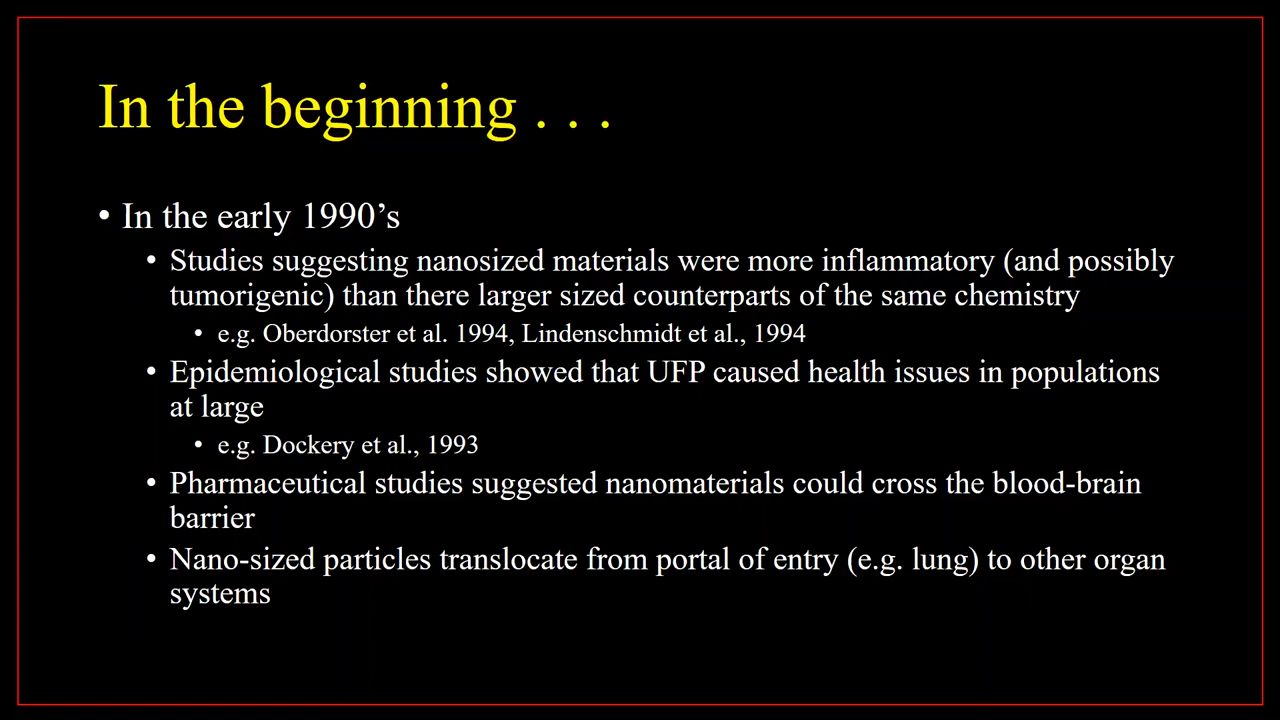 In the beginning . . .
• In the early 1990’s
• Studies suggesting nanosized materials were more inflammatory (and possibly
tumorigenic) than there larger sized counterparts of the same chemistry
• e.g. Oberdorster et al. 1994, Lindenschmidt et al., 1994
• Epidemiological studies showed that UFP caused health issues in populations
at large
• e.g. Dockery et al., 1993
• Pharmaceutical studies suggested nanomaterials could cross the blood-brain
barrier
• Nano-sized particles translocate from portal of entry (e.g. lung) to other organ
systems